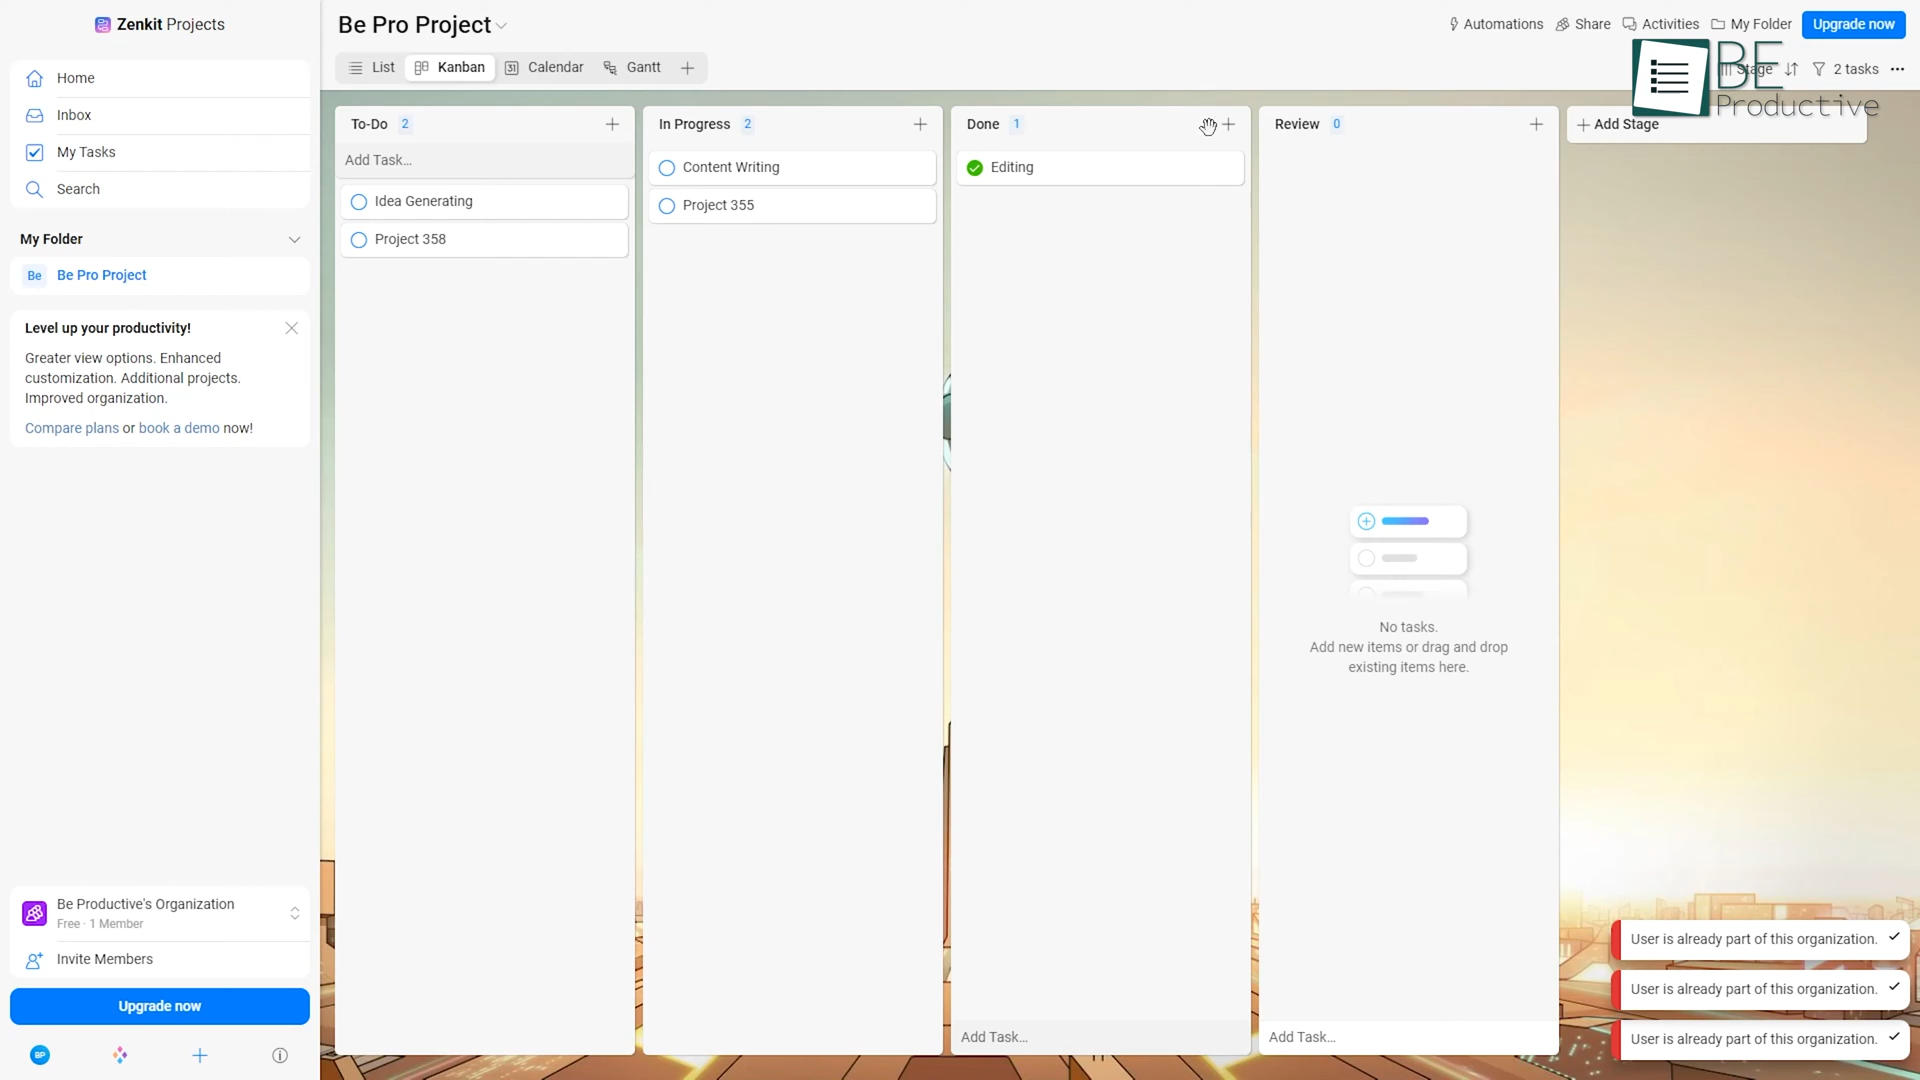 Zenkit Projects
Home
Inbox
My Tasks
Search
My Folder
Be
Be Pro Project
Level up your productivity!
Greater view options. Enhanced
customization. Additional projects.
Improved organization.
Compare plans or book a demo now!
Be Productive's Organization
Free · 1 Member
Invite Members
Upgrade now
BP
Be Pro Project
Automations
Share
Activities
My Folder
Upgrade now
List
Kanban
31 Calendar
Gantt
Stage
2 tasks
BE
Productive
To-Do 2
Add Task...
Idea Generating
Project 358
In Progress 2
Content Writing
Project 355
Done 1
Editing
Add Task...
Review 0
No tasks.
Add new items or drag and drop
existing items here.
Add Task...
Add Stage
User is already part of this organization.
User is already part of this organization.
User is already part of this organization.